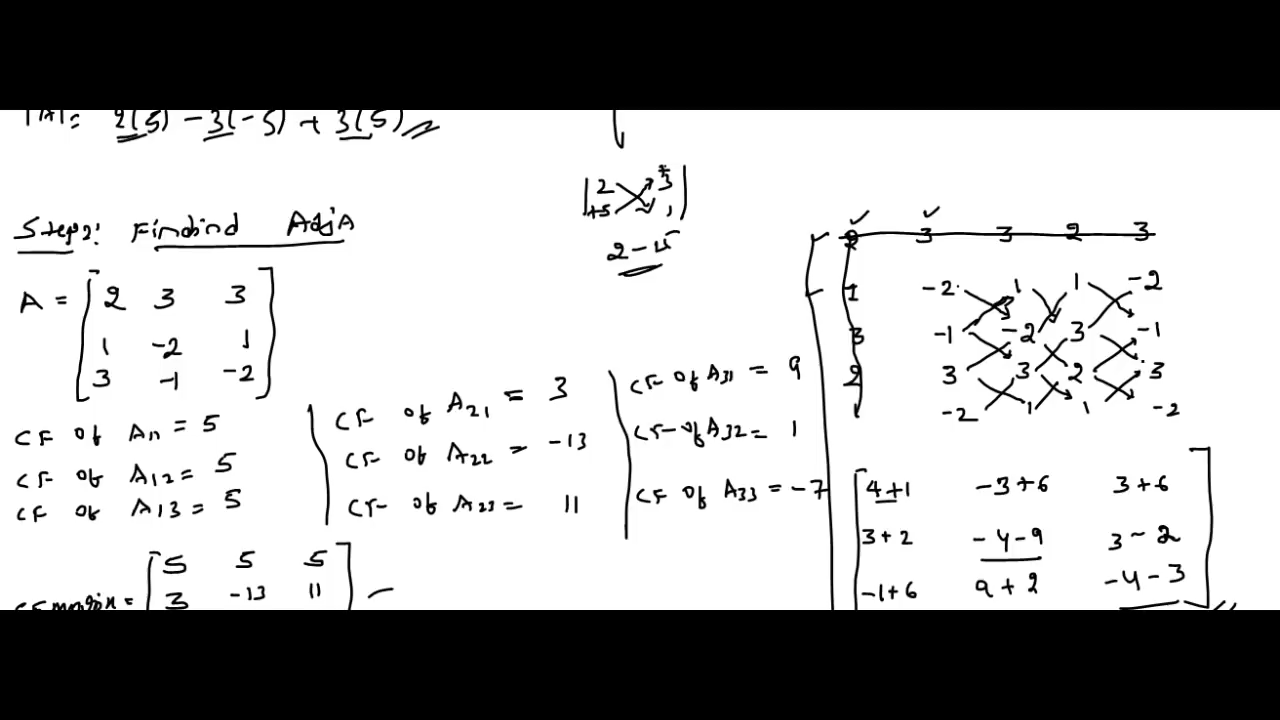 |A|= 2(5) - 3(-5) + 3(5)
2 3
+5 1
2 - 15
Step2: Findind AdjA
A = [ 2 3 3
1 -2 1
3 -1 -2 ]
CF of A11 = 5
CF of A12 = 5
CF of A13 = 5
CF of A21 = 3
CF of A22 = -13
CF of A23 = 11
CF of A31 = 9
CF of A32 = 1
CF of A33 = -7
2 3 3 2 3
1 -2 1 1 -2
3 -1 -2 3 -1
2 3 3 2 3
-2 1 1 -2
4+1 -3+6 3+6
3+2 -4-9 3-2
-1+6 9+2 -4-3
CF matrix = [ 5 5 5
3 -13 11